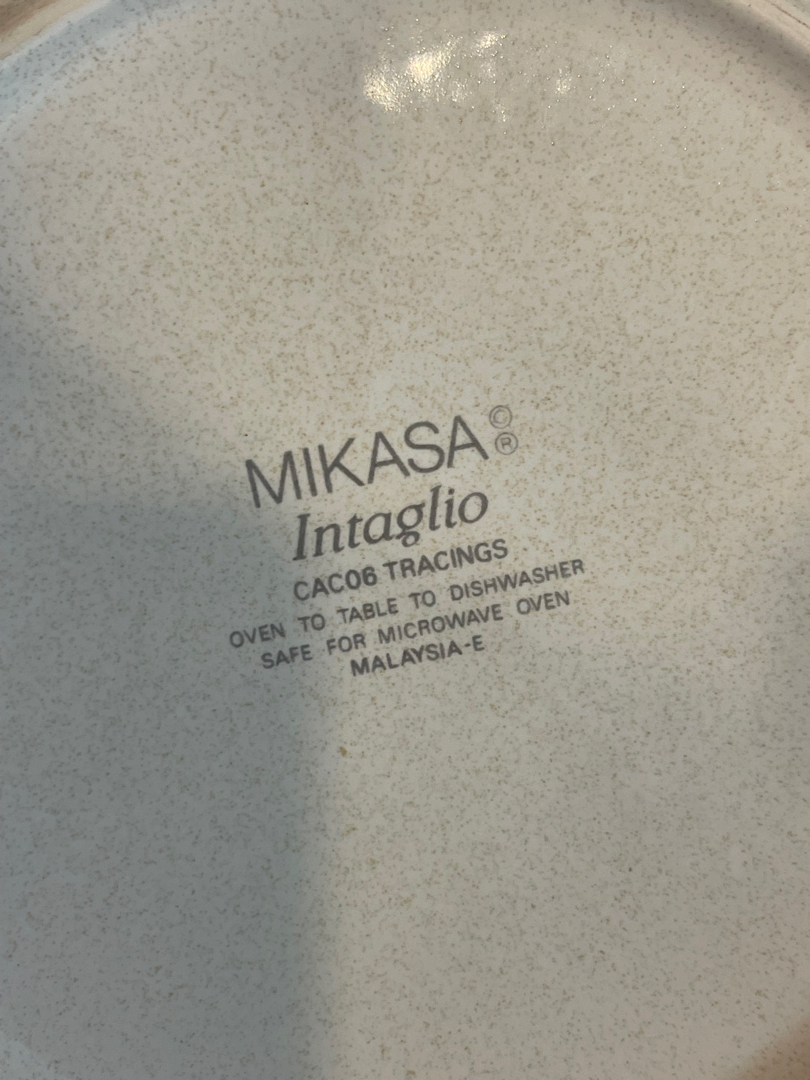 MIKASA ©®
Intaglio
CAC06 TRACINGS
OVEN TO TABLE TO DISHWASHER
SAFE FOR MICROWAVE OVEN
MALAYSIA-E